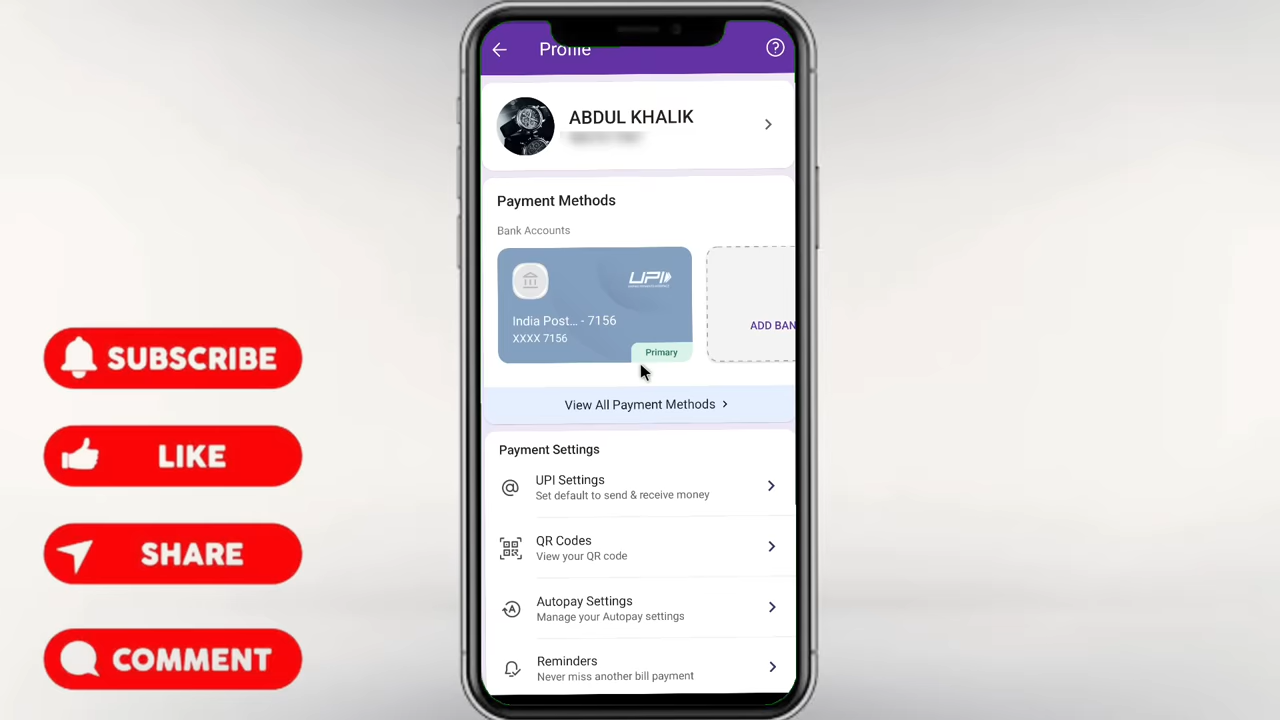 Profile
ABDUL KHALIK
Payment Methods
Bank Accounts
UPI
India Post... - 7156
XXXX 7156
Primary
ADD BAN
View All Payment Methods
Payment Settings
UPI Settings
Set default to send & receive money
QR Codes
View your QR code
Autopay Settings
Manage your Autopay settings
Reminders
Never miss another bill payment
SUBSCRIBE
LIKE
SHARE
COMMENT